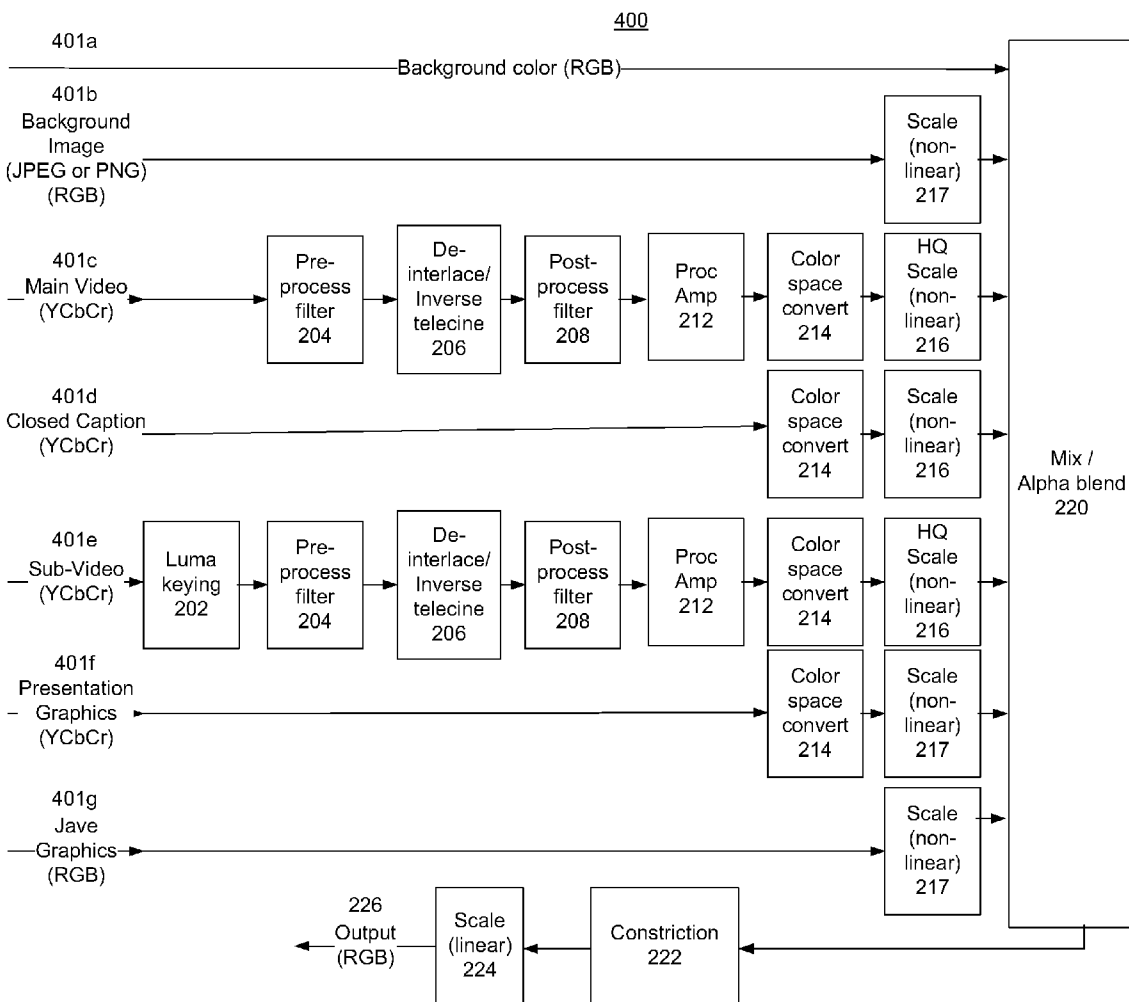 400
401a
Background color (RGB)
401b
Background
Image
(JPEG or PNG)
(RGB)
Scale
(non-
linear)
217
401c
Main Video
(YCbCr)
Pre-
process
filter
204
De-
interlace/
Inverse
telecine
206
Post-
process
filter
208
Proc
Amp
212
Color
space
convert
214
HQ
Scale
(non-
linear)
216
401d
Closed Caption
(YCbCr)
Color
space
convert
214
Scale
(non-
linear)
216
Mix /
Alpha blend
220
401e
Sub-Video
(YCbCr)
Luma
keying
202
Pre-
process
filter
204
De-
interlace/
Inverse
telecine
206
Post-
process
filter
208
Proc
Amp
212
Color
space
convert
214
HQ
Scale
(non-
linear)
216
401f
Presentation
Graphics
(YCbCr)
Color
space
convert
214
Scale
(non-
linear)
217
401g
Jave
Graphics
(RGB)
Scale
(non-
linear)
217
226
Output
(RGB)
Scale
(linear)
224
Constriction
222